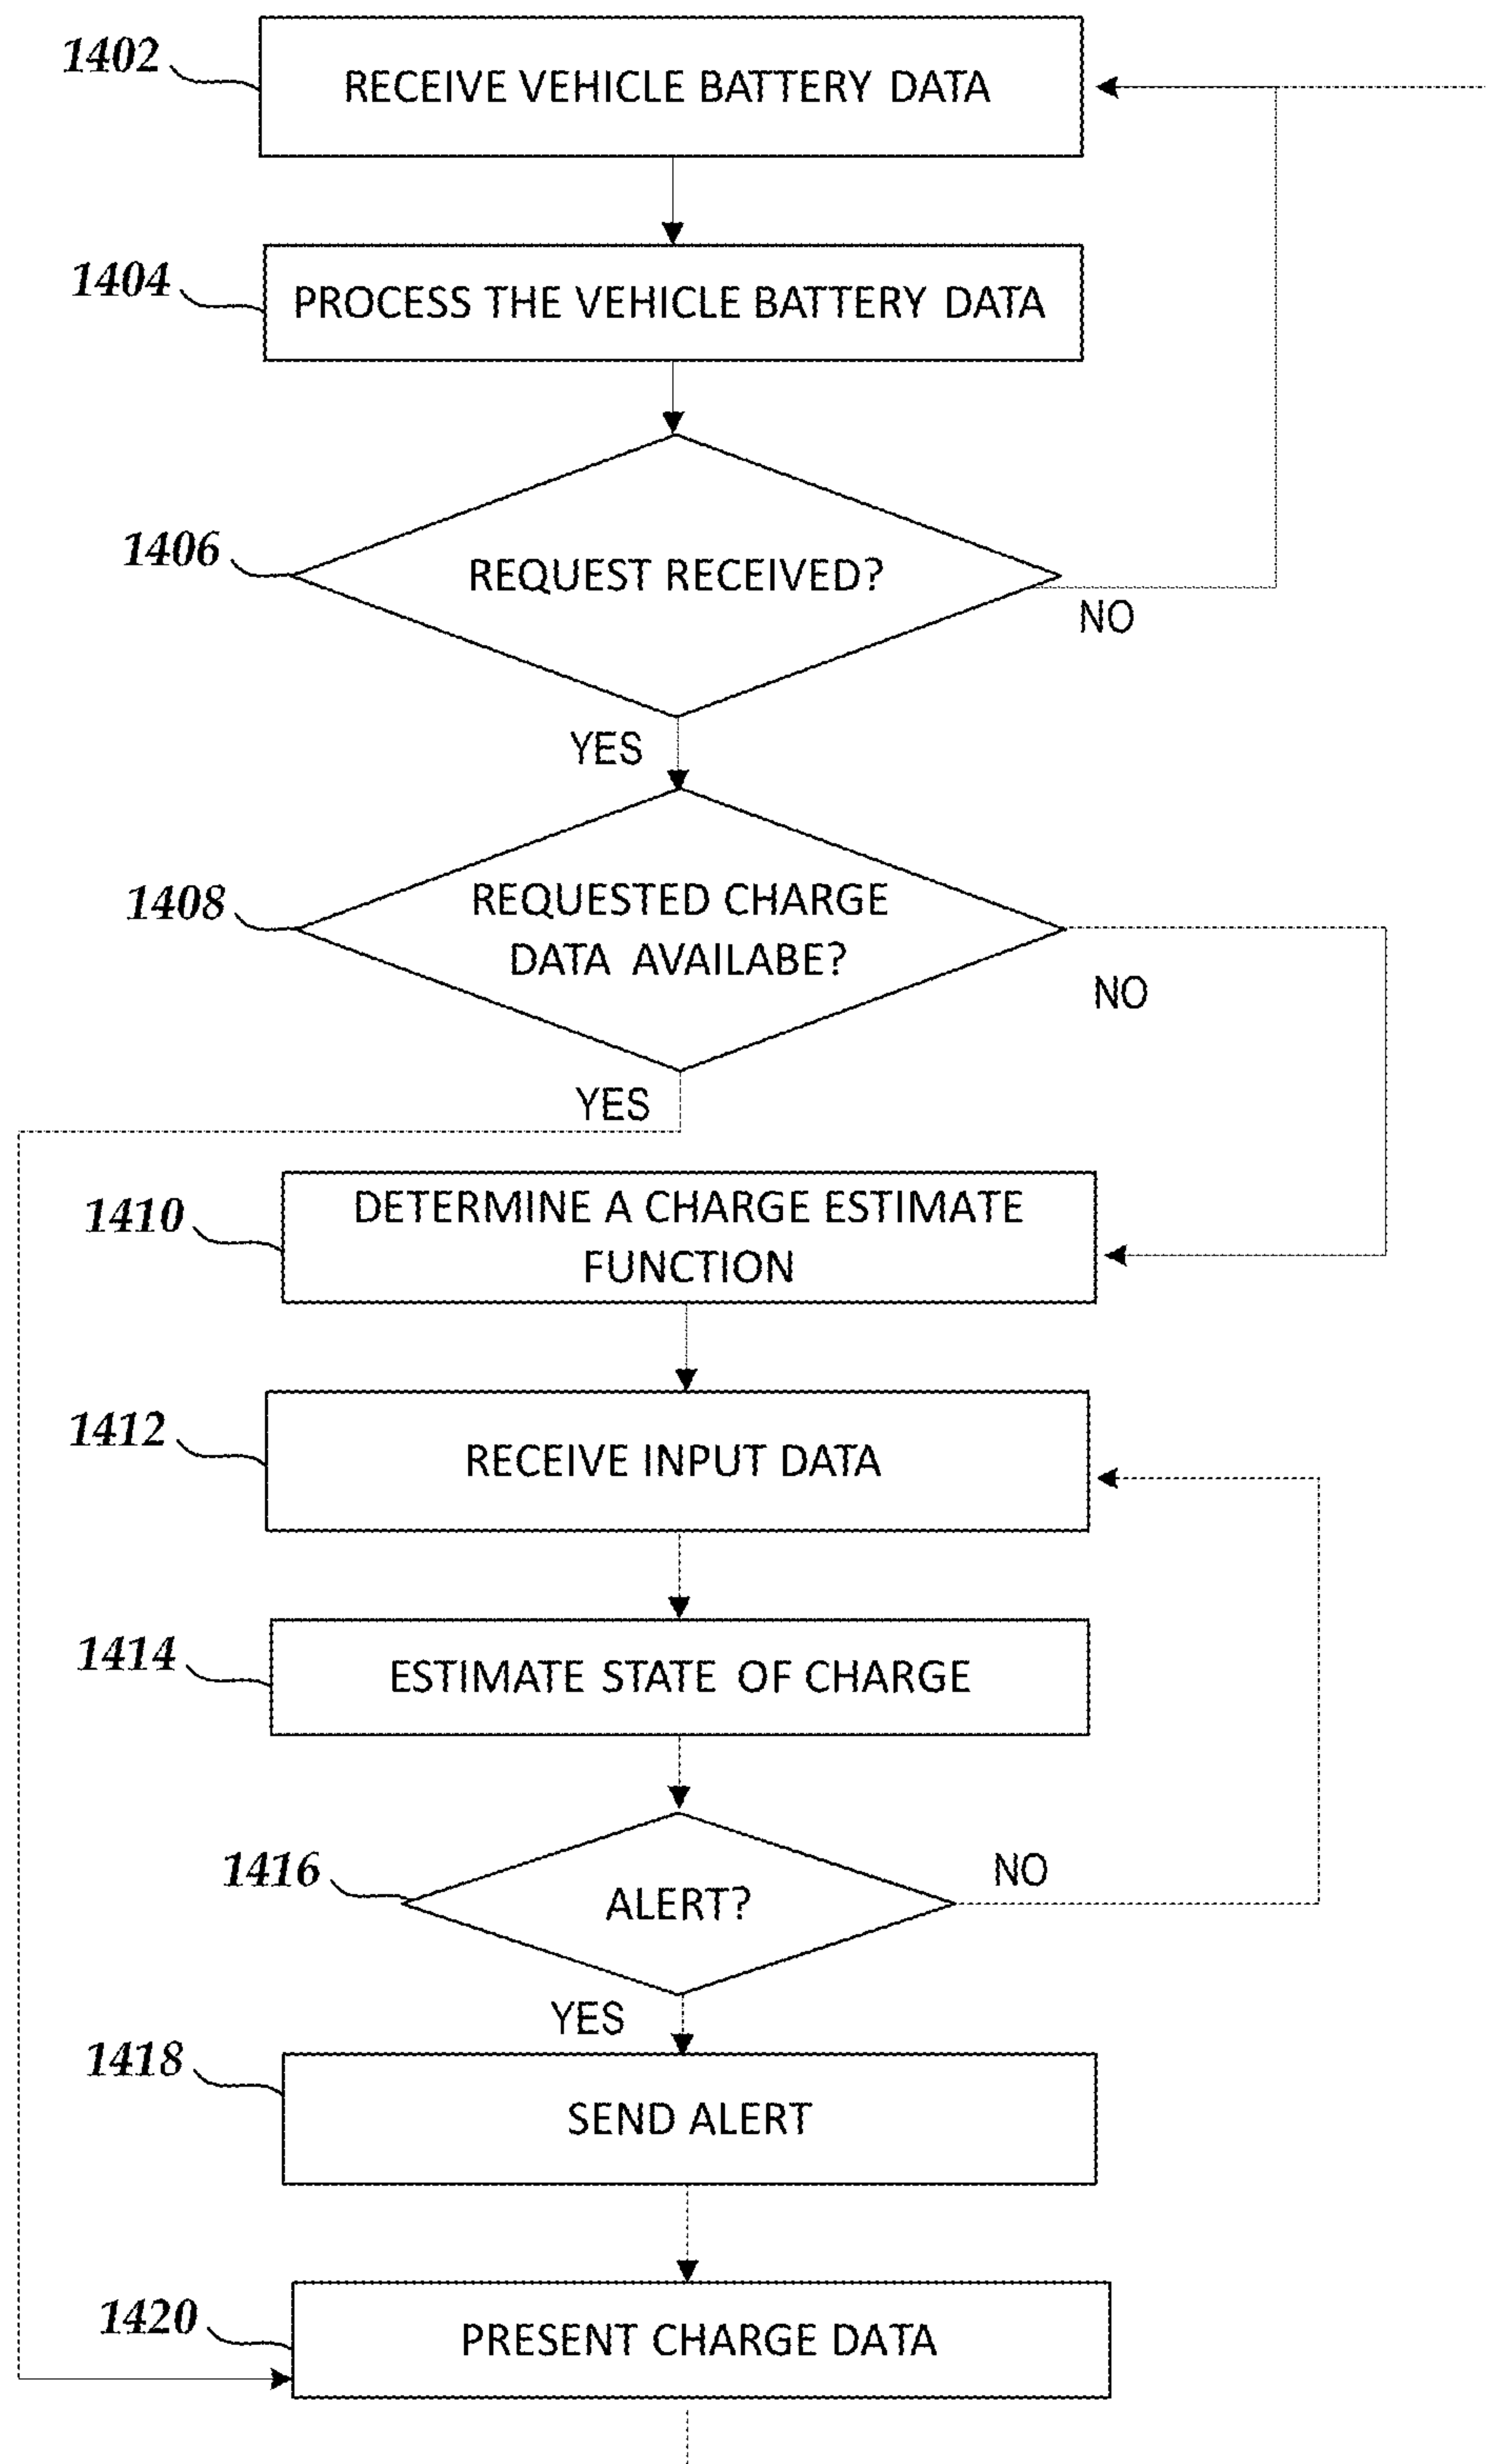 1402
RECEIVE VEHICLE BATTERY DATA
1404
PROCESS THE VEHICLE BATTERY DATA
1406
REQUEST RECEIVED?
NO
YES
1408
REQUESTED CHARGE
DATA AVAILABE?
NO
YES
1410
DETERMINE A CHARGE ESTIMATE
FUNCTION
1412
RECEIVE INPUT DATA
1414
ESTIMATE STATE OF CHARGE
1416
ALERT?
NO
YES
1418
SEND ALERT
1420
PRESENT CHARGE DATA